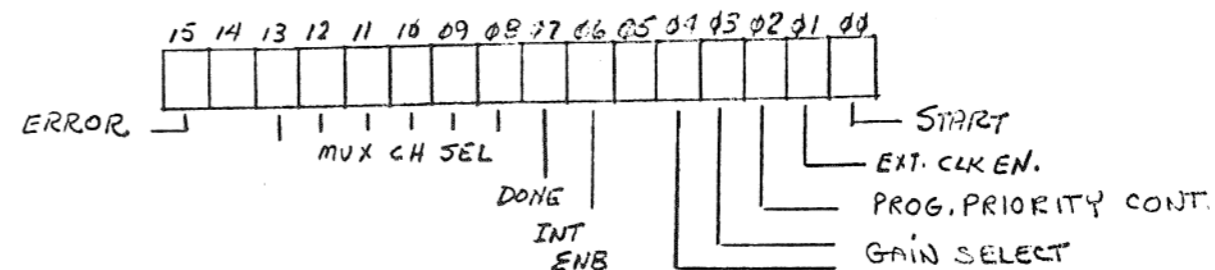 15 14 13 12 11 10 09 08 07 06 05 04 03 02 01 00
ERROR
START
MUX CH SEL
EXT. CLK EN.
DONE
PROG. PRIORITY CONT.
INT
ENB
GAIN SELECT